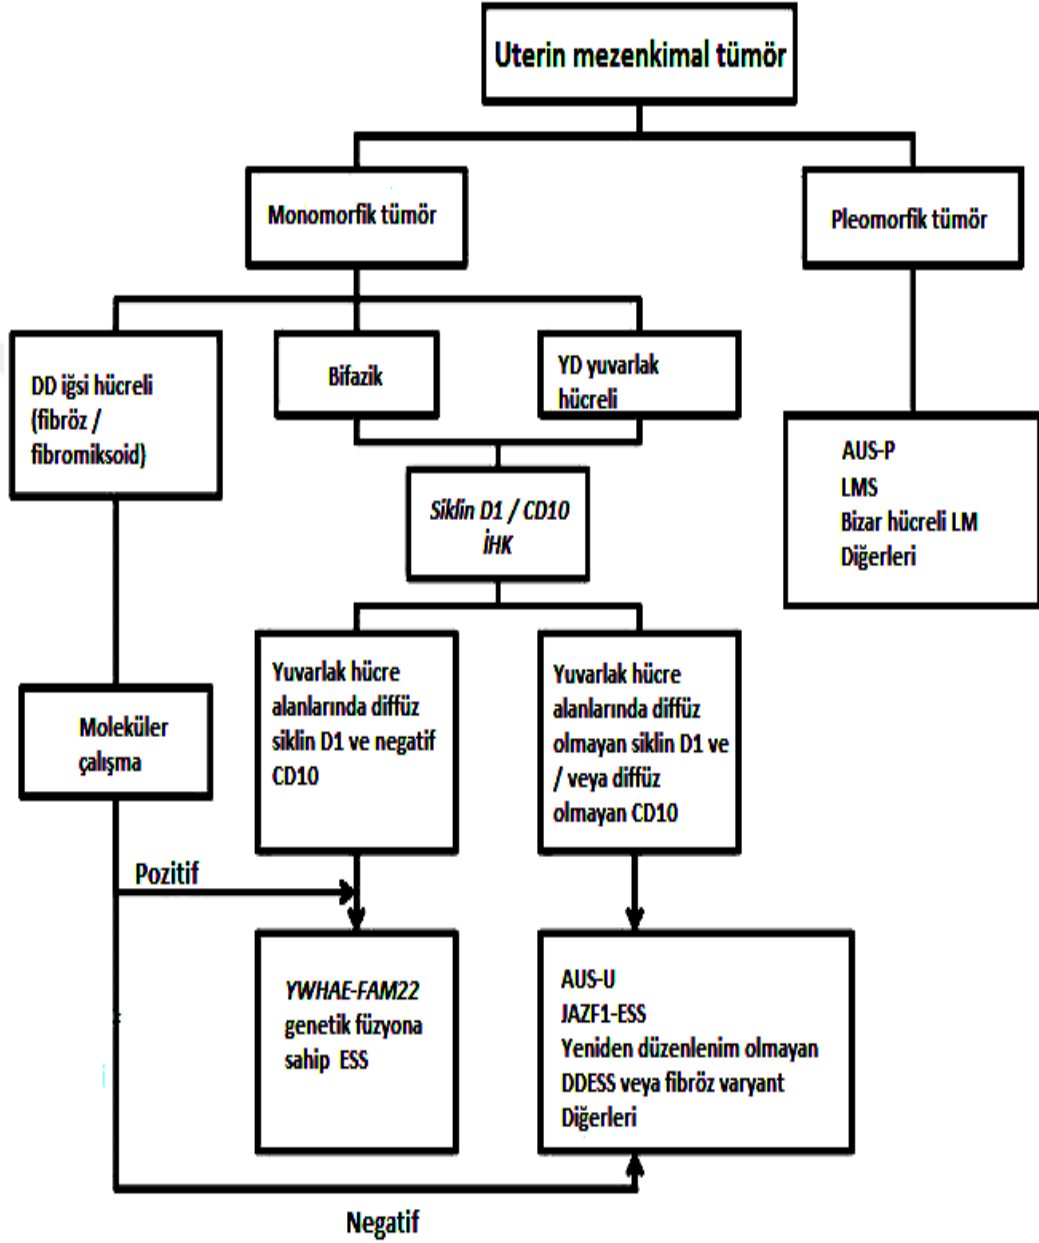 Uterin mezenkimal tümör
Monomorfik tümör
Pleomorfik tümör
DD iğsi hücreli
(fibröz /
fibromiksoid)
Bifazik
YD yuvarlak
hücreli
AUS-P
LMS
Bizar hücreli LM
Diğerleri
Siklin D1 / CD10
İHK
Moleküler
çalışma
Yuvarlak hücre
alanlarında diffüz
siklin D1 ve negatif
CD10
Yuvarlak hücre
alanlarında diffüz
olmayan siklin D1 ve
/ veya diffüz
olmayan CD10
Pozitif
YWHAE-FAM22
genetik füzyona
sahip ESS
AUS-U
JAZF1-ESS
Yeniden düzenlenim olmayan
DDESS veya fibröz varyant
Diğerleri
Negatif